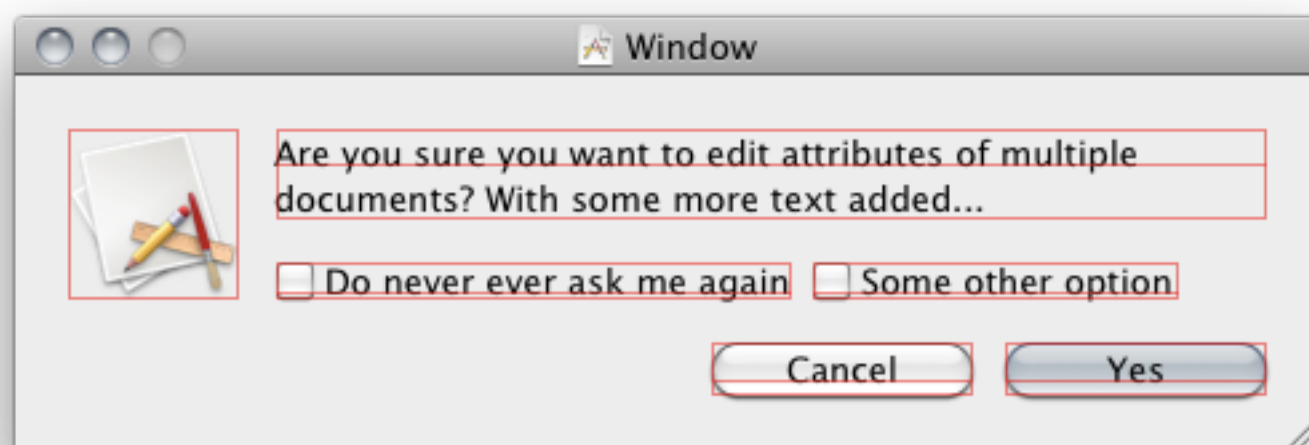 Window
Are you sure you want to edit attributes of multiple
documents? With some more text added...
Do never ever ask me again Some other option
Cancel Yes